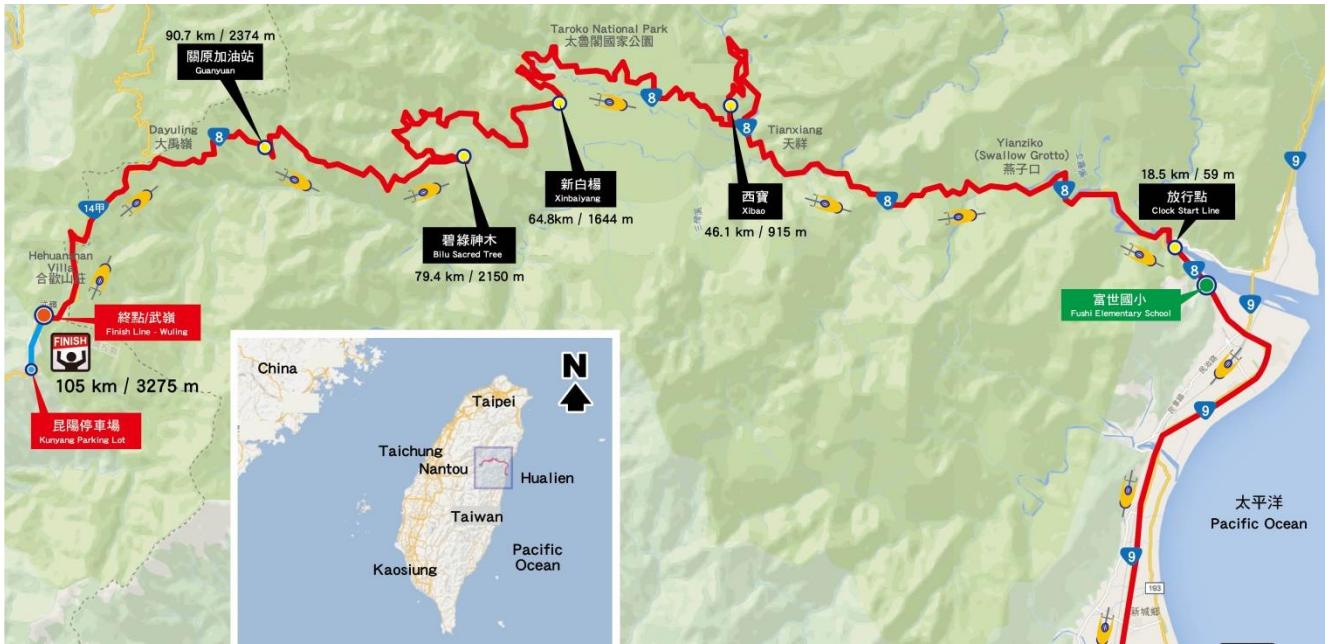 90.7 km / 2374 m
關原加油站
Guanyuan
Taroko National Park
太魯閣國家公園
Dayuling
大禹嶺
8
8
8
Tianxiang
天祥
Yianziko
(Swallow Grotto)
燕子口
9
新白楊
Xinbaiyang
64.8km / 1644 m
西寶
Xibao
46.1 km / 915 m
8
8
18.5 km / 59 m
放行點
Clock Start Line
14甲
碧綠神木
Bilu Sacred Tree
79.4 km / 2150 m
Hehuanshan
Villa
合歡山莊
8
富世國小
Fushi Elementary School
9
終點/武嶺
Finish Line - Wuling
FINISH
105 km / 3275 m
昆陽停車場
Kunyang Parking Lot
9
China
N
Taipei
Taichung
Nantou
Hualien
Taiwan
Pacific
Ocean
Kaosiung
太平洋
Pacific Ocean
9
193
新城鄉